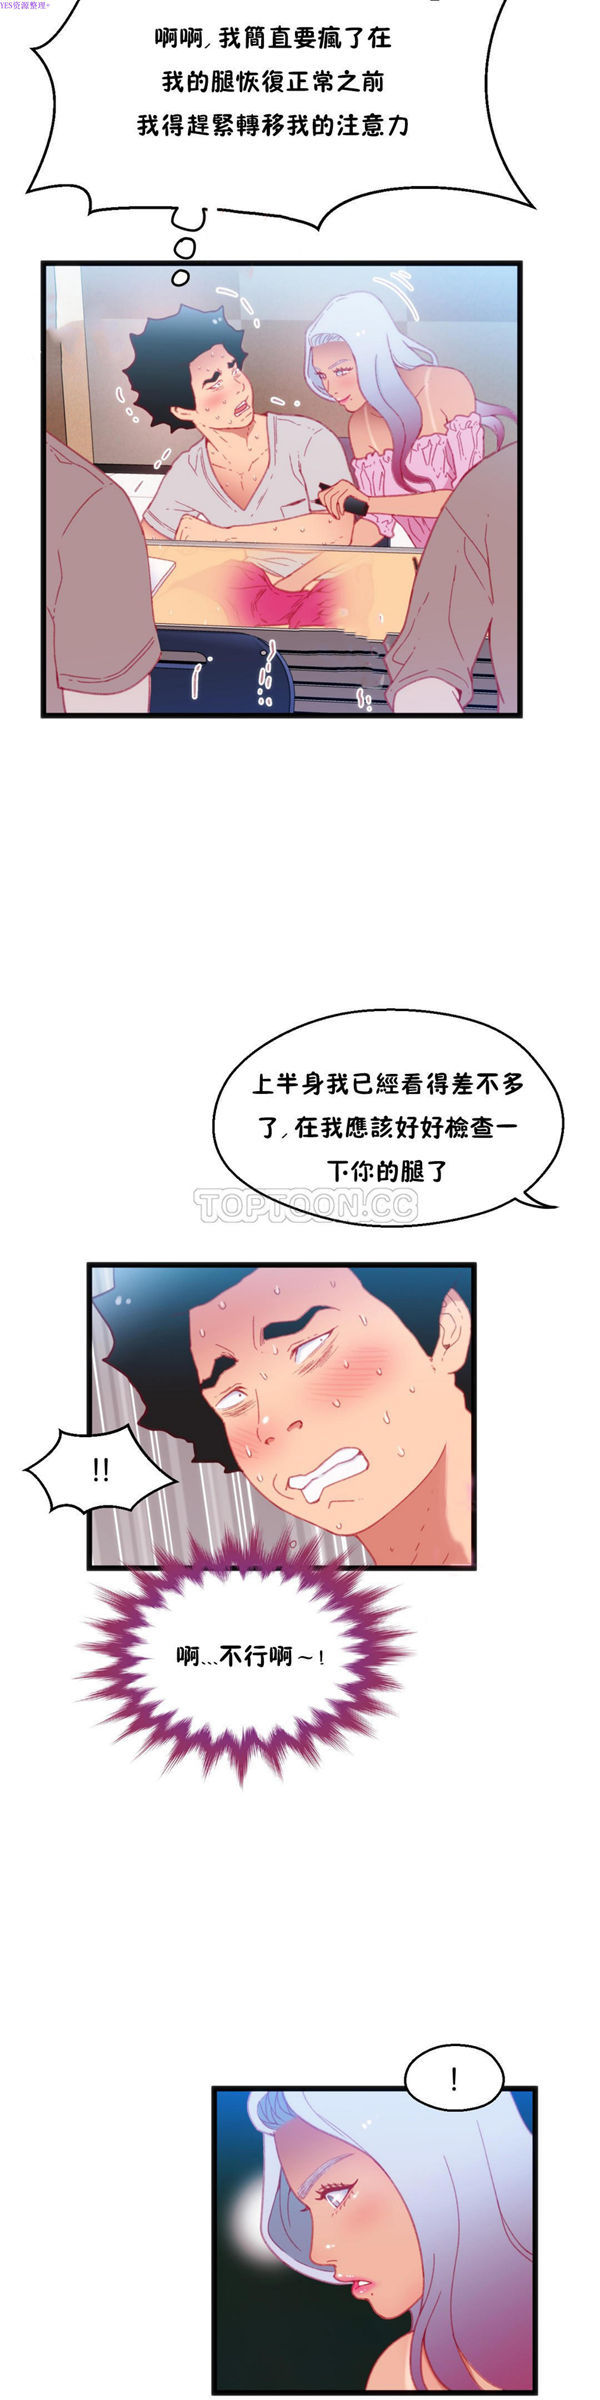 YES资源整理+
啊啊,我簡直要瘋了在
我的腿恢復正常之前
我得趕緊轉移我的注意力
上半身我已經看得差不多
了,在我應該好好檢查一
下你的腿了
TOPTOON.CC
!!
啊...不行啊~!
!